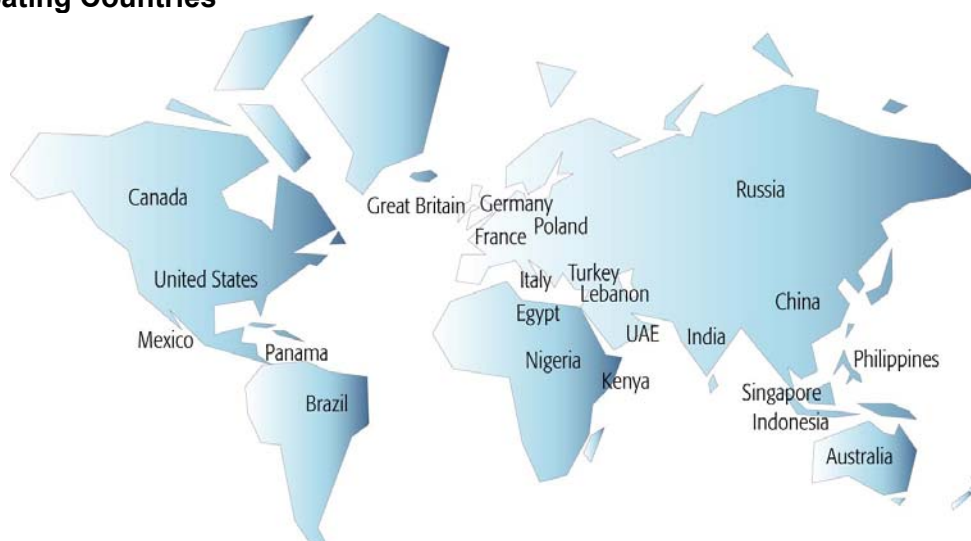 ating Countries
Canada
Russia
Great Britain
Germany
Poland
France
United States
Italy
Turkey
Lebanon
China
Egypt
UAE
India
Mexico
Panama
Nigeria
Philippines
Kenya
Brazil
Singapore
Indonesia
Australia